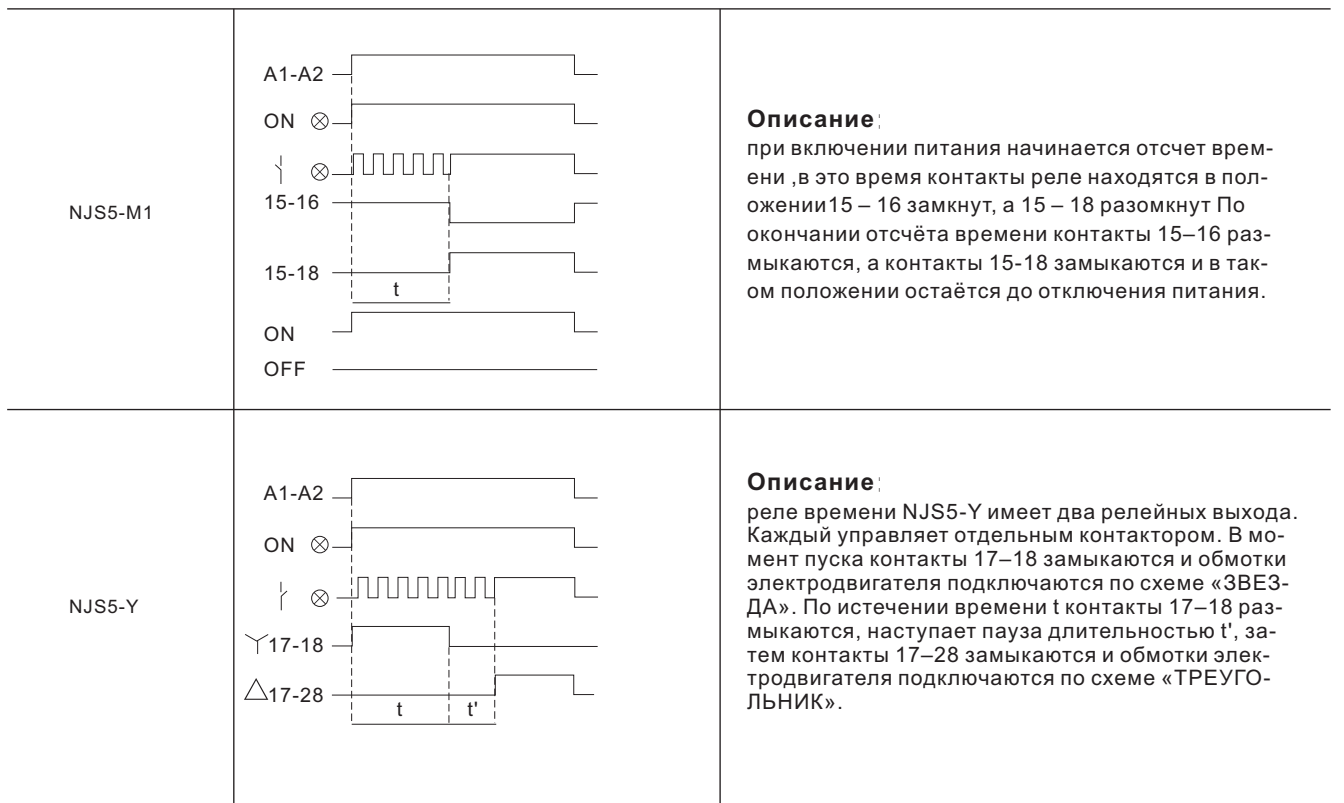 NJS5-M1
A1-A2
ON
15-16
15-18
t
ON
OFF
Описание:
при включении питания начинается отсчет врем-
ени ,в это время контакты реле находятся в пол-
ожении15 – 16 замкнут, а 15 – 18 разомкнут По
окончании отсчёта времени контакты 15–16 раз-
мыкаются, а контакты 15-18 замыкаются и в так-
ом положении остаётся до отключения питания.
NJS5-Y
A1-A2
ON
17-18
17-28
t t'
Описание:
реле времени NJS5-Y имеет два релейных выхода.
Каждый управляет отдельным контактором. В мо-
мент пуска контакты 17–18 замыкаются и обмотки
электродвигателя подключаются по схеме «ЗВЕЗ-
ДА». По истечении времени t контакты 17–18 раз-
мыкаются, наступает пауза длительностью t', за-
тем контакты 17–28 замыкаются и обмотки элек-
тродвигателя подключаются по схеме «ТРЕУГО-
ЛЬНИК».